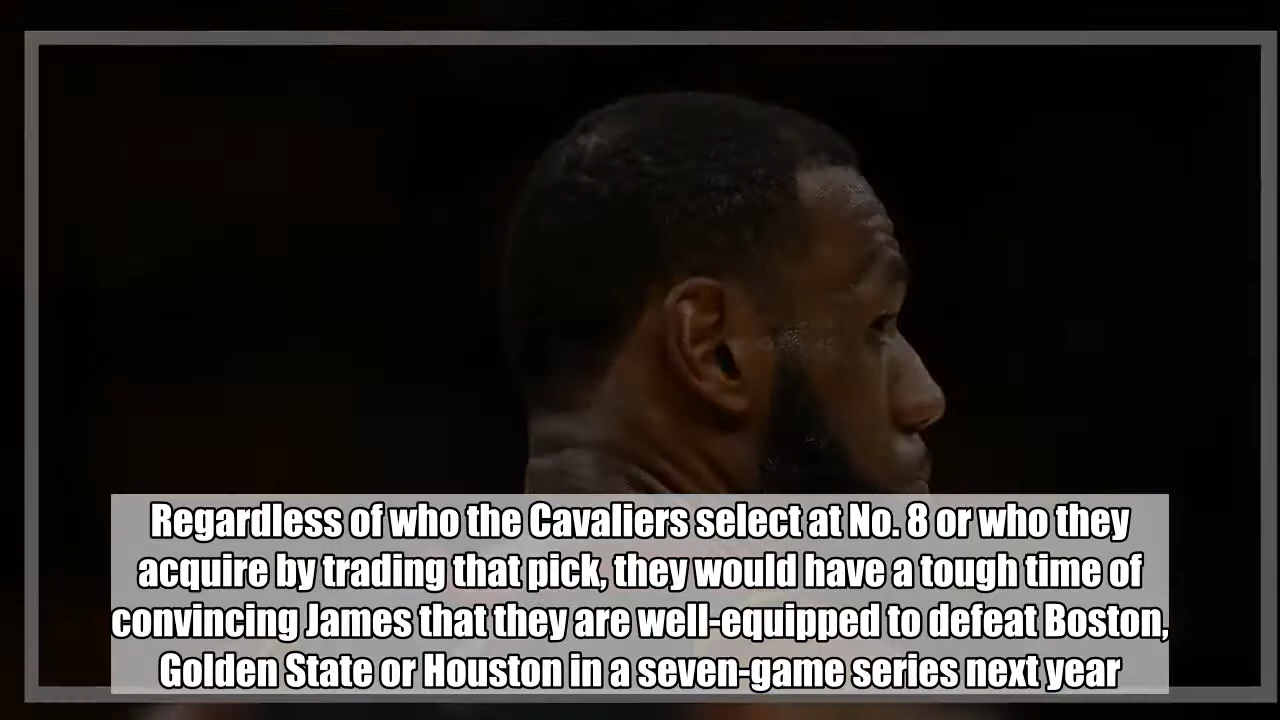 Regardless of who the Cavaliers select at No. 8 or who they
acquire by trading that pick, they would have a tough time of
convincing James that they are well-equipped to defeat Boston,
Golden State or Houston in a seven-game series next year